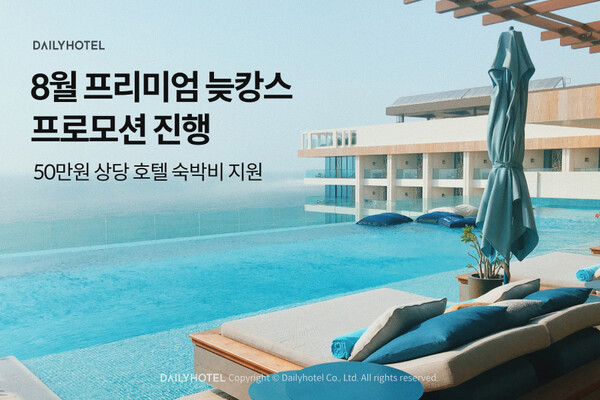 DAILYHOTEL
8월 프리미엄 늦캉스
프로모션 진행
50만원 상당 호텔 숙박비 지원
DAILYHOTEL Copyright © Dailyhotel Co., Ltd. All rights reserved.